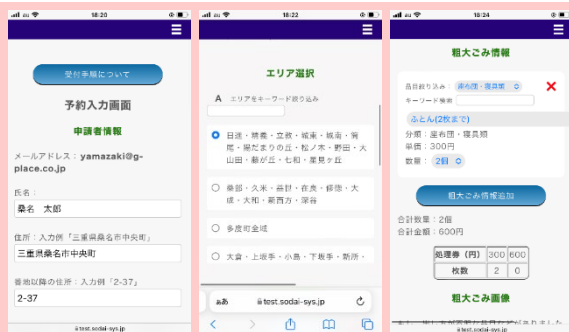 au 18:20
受付手順について
予約入力画面
申請者情報
メールアドレス：yamazaki@g-
place.co.jp
氏名：
桑名　太郎
住所：入力例「三重県桑名市中央町」
三重県桑名市中央町
番地以降の住所：入力例「2-37」
2-37
test.sodai-sys.jp
au 18:22
エリア選択
A エリアをキーワード絞り込み
日進・精義・立教・城東・城南・
尾・陽だまりの丘・松ノ木・野田・大
山田・藤が丘・七和・星見ヶ丘
桑部・久米・益世・在良・修徳・大
成・大和・新西方・深谷
多度町全域
大倉・上坂手・小島・下坂手・新所・
ぁあ test.sodai-sys.jp
au 18:24
粗大ごみ情報
品目絞り込み：座布団・寝具類
キーワード検索
ふとん(2枚まで)
分類：座布団・寝具類
単価：300円
数量：2個
粗大ごみ情報追加
合計数量：2個
合計金額：600円
処理券（円） 300 600
枚数 2 0
粗大ごみ画像
test.sodai-sys.jp